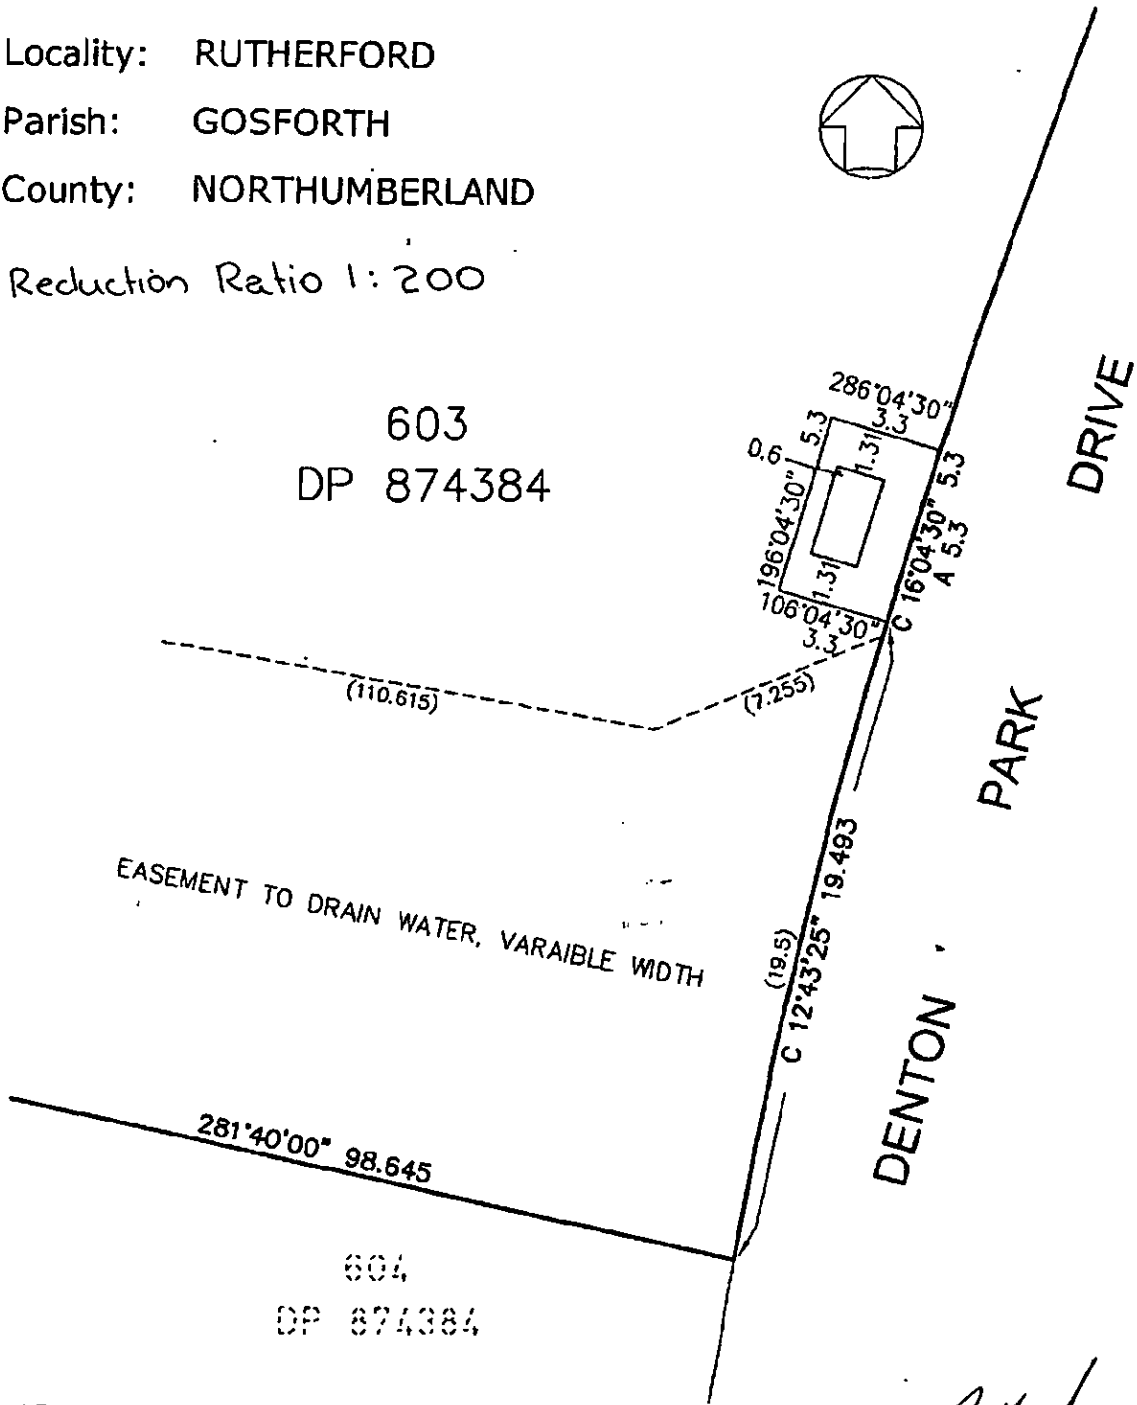 Locality: RUTHERFORD
Parish: GOSFORTH
County: NORTHUMBERLAND
Reduction Ratio 1:200
603
DP 874384
286°04'30"
3.3
5.3
1.31
0.6
196°04'30"
1.31
106°04'30"
3.3
C 16°04'30" 5.3
A 5.3
(110.615)
(7.255)
EASEMENT TO DRAIN WATER, VARAIBLE WIDTH
(19.5)
C 12°43'25" 19.493
281°40'00" 98.645
604
DP 874384
DENTON PARK DRIVE